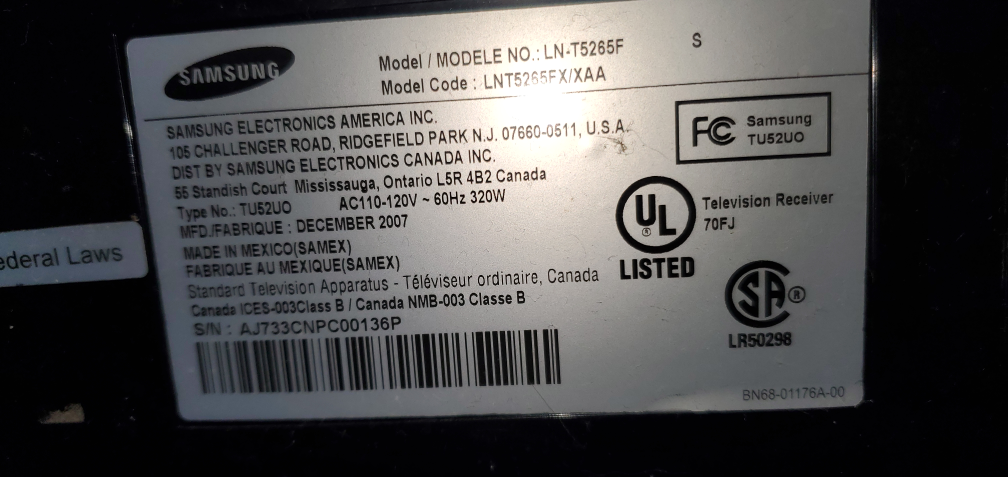 SAMSUNG
Model / MODELE NO.: LN-T5265F S
Model Code : LNT5265FX/XAA
SAMSUNG ELECTRONICS AMERICA INC.
105 CHALLENGER ROAD, RIDGEFIELD PARK N.J. 07660-0511, U.S.A.
DIST BY SAMSUNG ELECTRONICS CANADA INC.
55 Standish Court Mississauga, Ontario L5R 4B2 Canada
Type No.: TU52UO AC110-120V ~ 60Hz 320W
MFD./FABRIQUE : DECEMBER 2007
MADE IN MEXICO(SAMEX)
FABRIQUE AU MEXIQUE(SAMEX)
Standard Television Apparatus - Téléviseur ordinaire, Canada
Canada ICES-003Class B / Canada NMB-003 Classe B
S/N : AJ733CNPC00136P
FC Samsung
TU52UO
UL ®
LISTED
Television Receiver
70FJ
SA ®
LR50298
BN68-01176A-00
ederal Laws